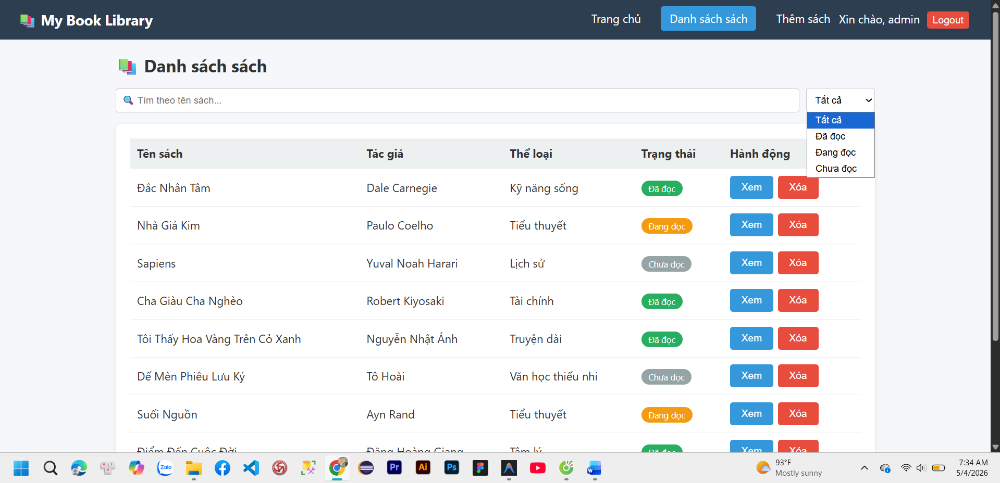 My Book Library
Trang chủ
Danh sách sách
Thêm sách
Xin chào, admin
Logout
Danh sách sách
Tìm theo tên sách...
Tất cả
Tất cả
Đã đọc
Đang đọc
Chưa đọc
Tên sách Tác giả Thể loại Trạng thái Hành động
Đắc Nhân Tâm Dale Carnegie Kỹ năng sống Đã đọc Xem Xóa
Nhà Giả Kim Paulo Coelho Tiểu thuyết Đang đọc Xem Xóa
Sapiens Yuval Noah Harari Lịch sử Chưa đọc Xem Xóa
Cha Giàu Cha Nghèo Robert Kiyosaki Tài chính Đã đọc Xem Xóa
Tôi Thấy Hoa Vàng Trên Cỏ Xanh Nguyễn Nhật Ánh Truyện dài Đã đọc Xem Xóa
Dế Mèn Phiêu Lưu Ký Tô Hoài Văn học thiếu nhi Chưa đọc Xem Xóa
Suối Nguồn Ayn Rand Tiểu thuyết Đang đọc Xem Xóa
Điểm Đến Cuộc Đời Đặng Hoàng Giang Tâm lý Đã đọc Xem Xóa
Zalo
Pr
Ai
Ps
93°F
Mostly sunny
7:34 AM
5/4/2026